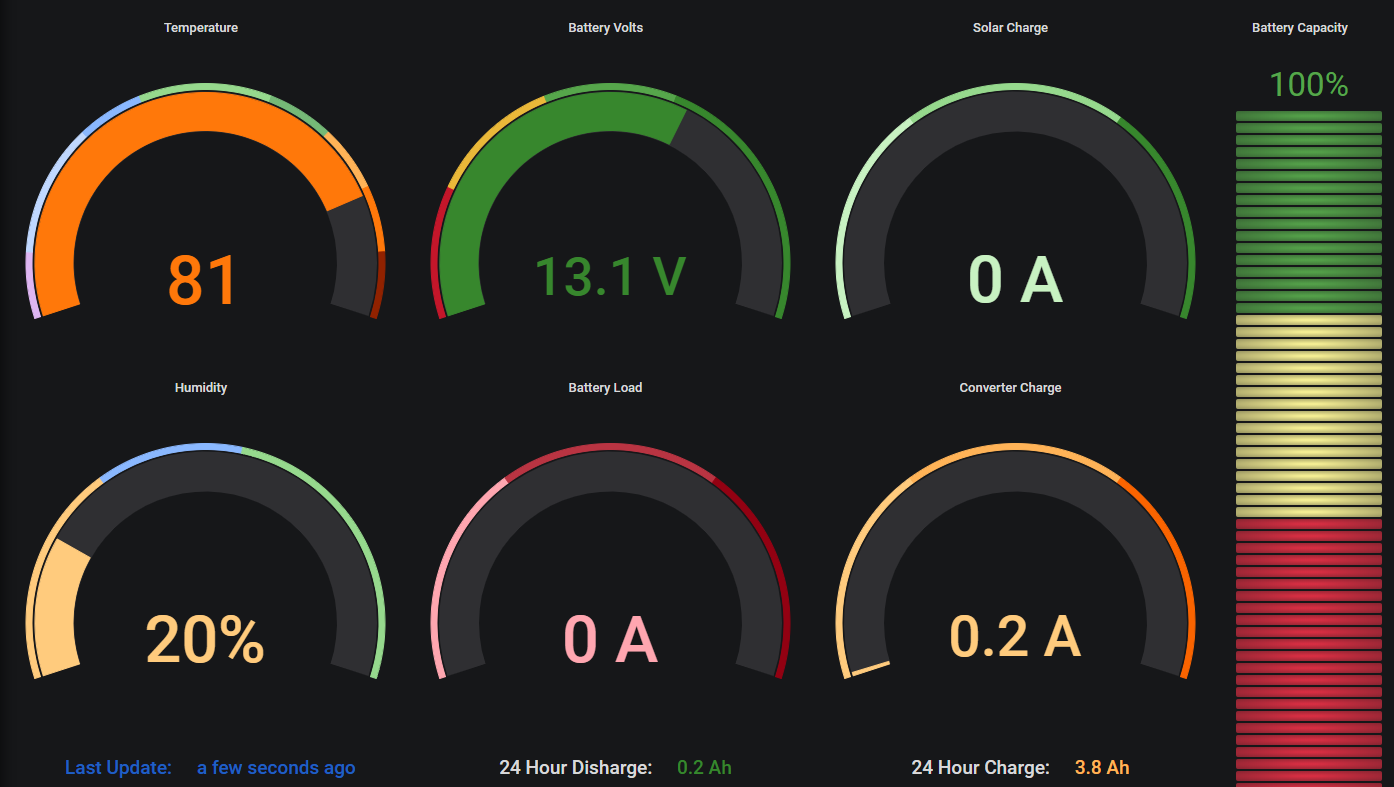 Temperature
Battery Volts
Solar Charge
Battery Capacity
100%
81
13.1 V
0 A
Humidity
Battery Load
Converter Charge
20%
0 A
0.2 A
Last Update: a few seconds ago
24 Hour Disharge: 0.2 Ah
24 Hour Charge: 3.8 Ah